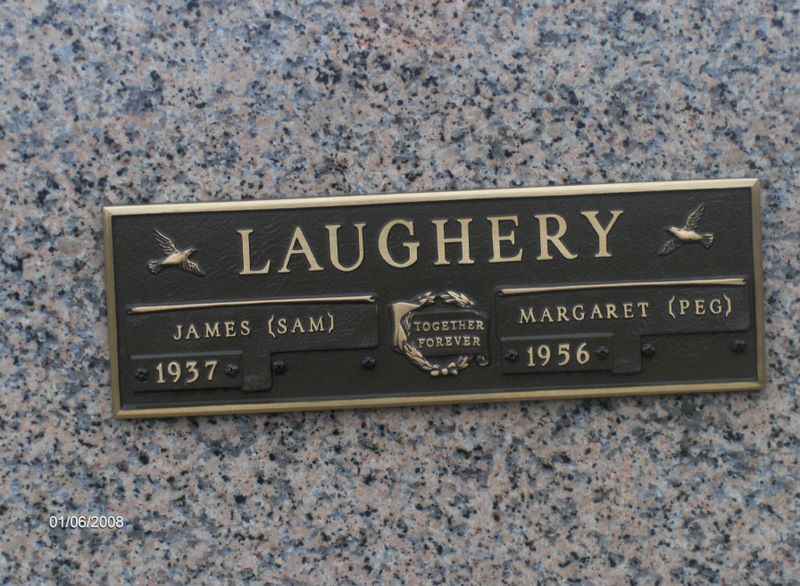 LAUGHERY
JAMES (SAM)
1937
TOGETHER
FOREVER
MARGARET (PEG)
1956
01/06/2008